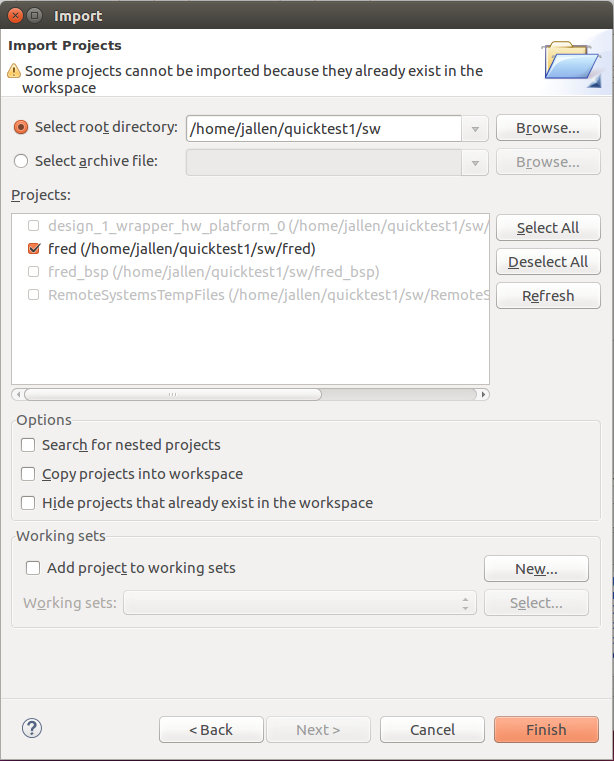 Import
Import Projects
Some projects cannot be imported because they already exist in the
workspace
Select root directory: /home/jallen/quicktest1/sw Browse...
Select archive file: Browse...
Projects:
design_1_wrapper_hw_platform_0 (/home/jallen/quicktest1/sw/ Select All
fred (/home/jallen/quicktest1/sw/fred)
Deselect All
fred_bsp (/home/jallen/quicktest1/sw/fred_bsp)
RemoteSystemsTempFiles (/home/jallen/quicktest1/sw/RemoteS Refresh
Options
Search for nested projects
Copy projects into workspace
Hide projects that already exist in the workspace
Working sets
Add project to working sets New...
Working sets: Select...
? < Back Next > Cancel Finish